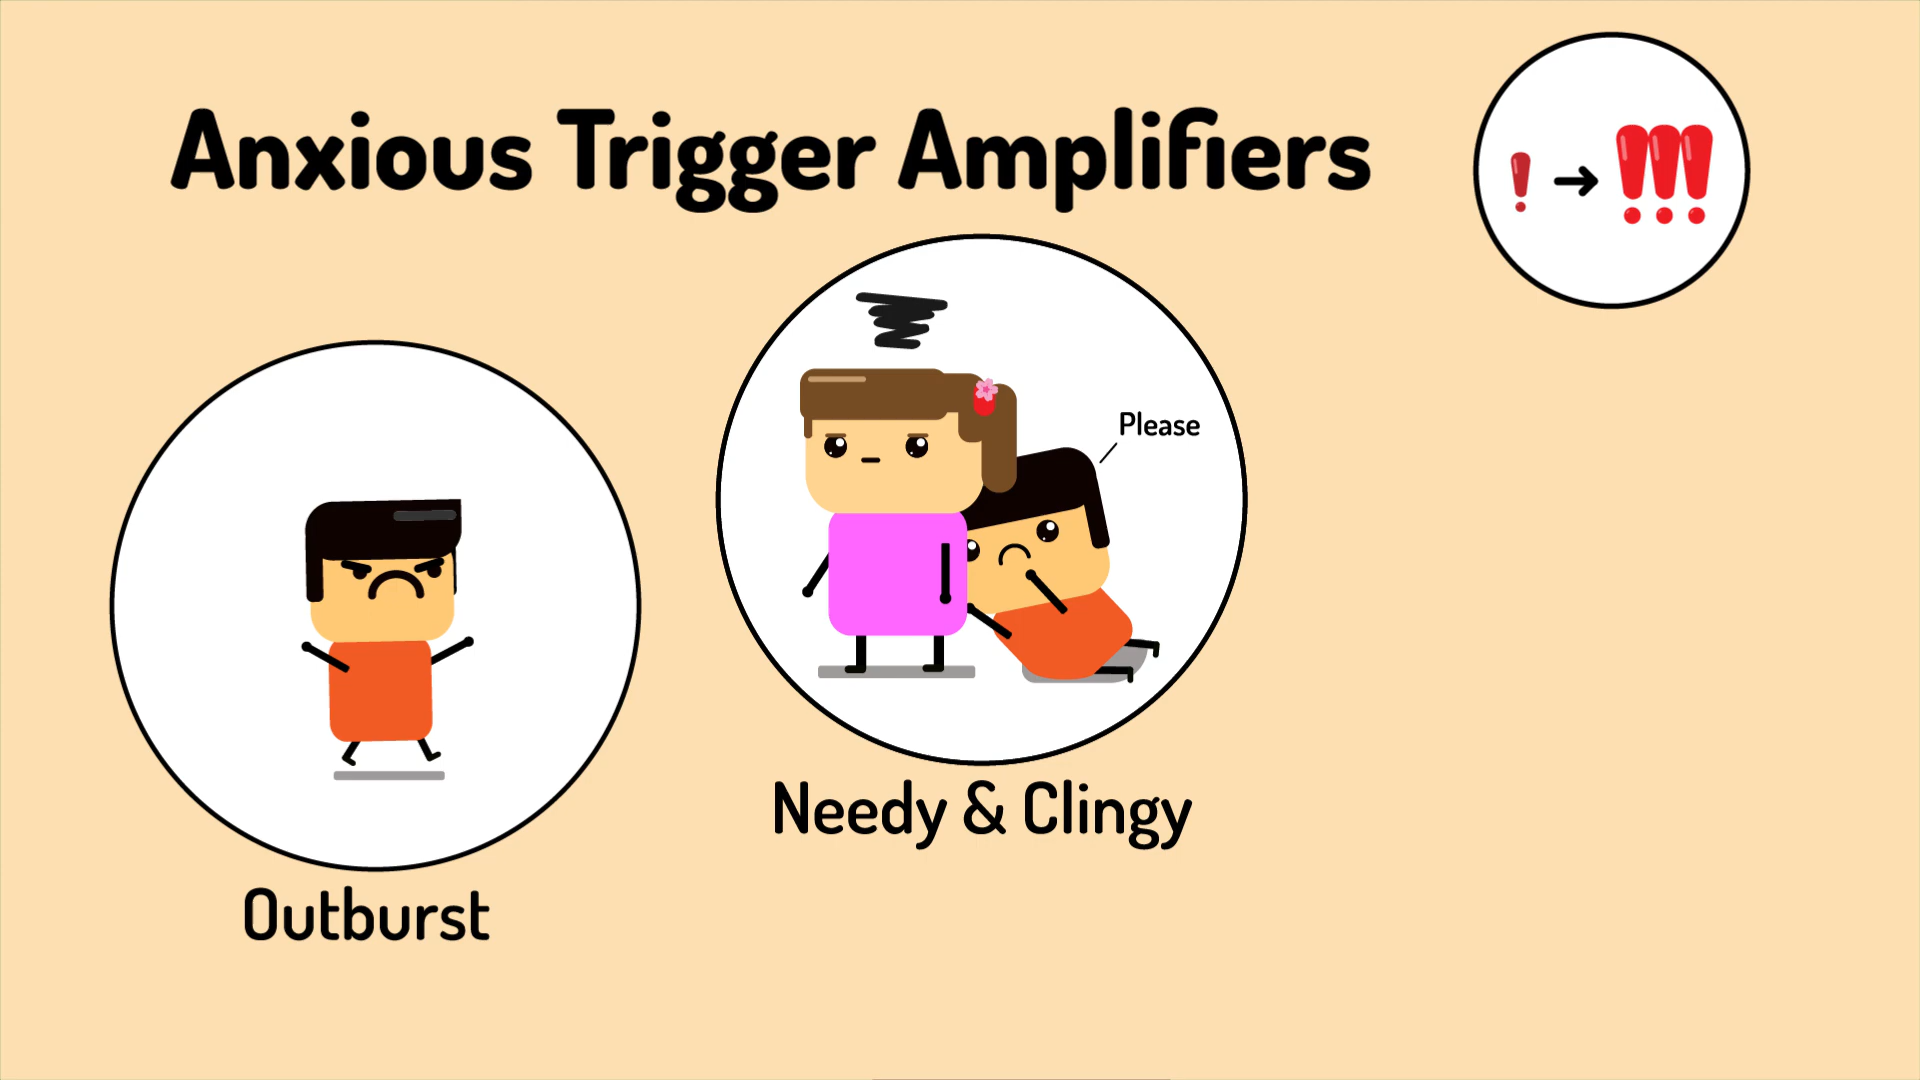 Anxious Trigger Amplifiers
! → !!!
Please
Needy & Clingy
Outburst